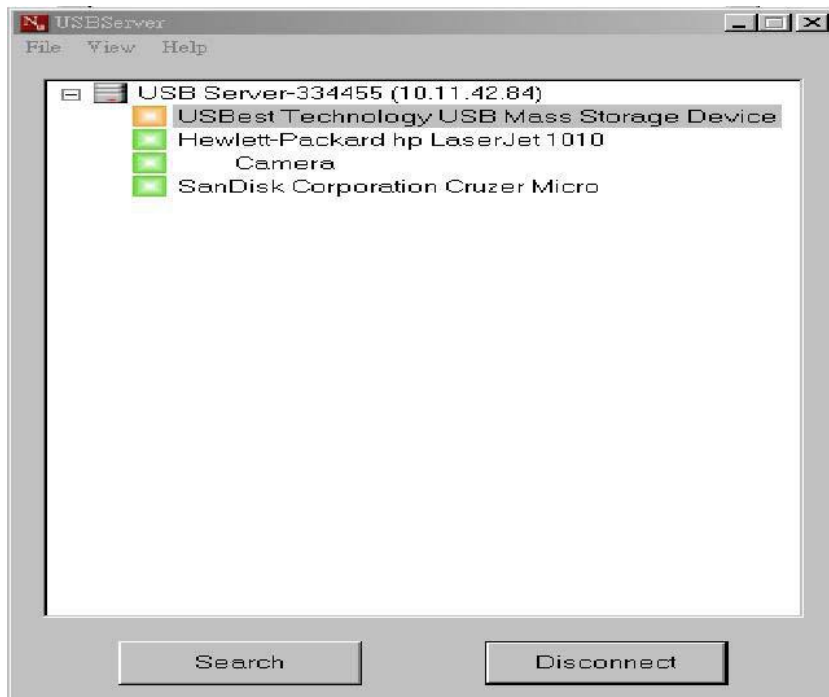 USBServer
File View Help
USB Server-334455 (10.11.42.84)
USBest Technology USB Mass Storage Device
Hewlett-Packard hp LaserJet 1010
Camera
SanDisk Corporation Cruzer Micro
Search Disconnect